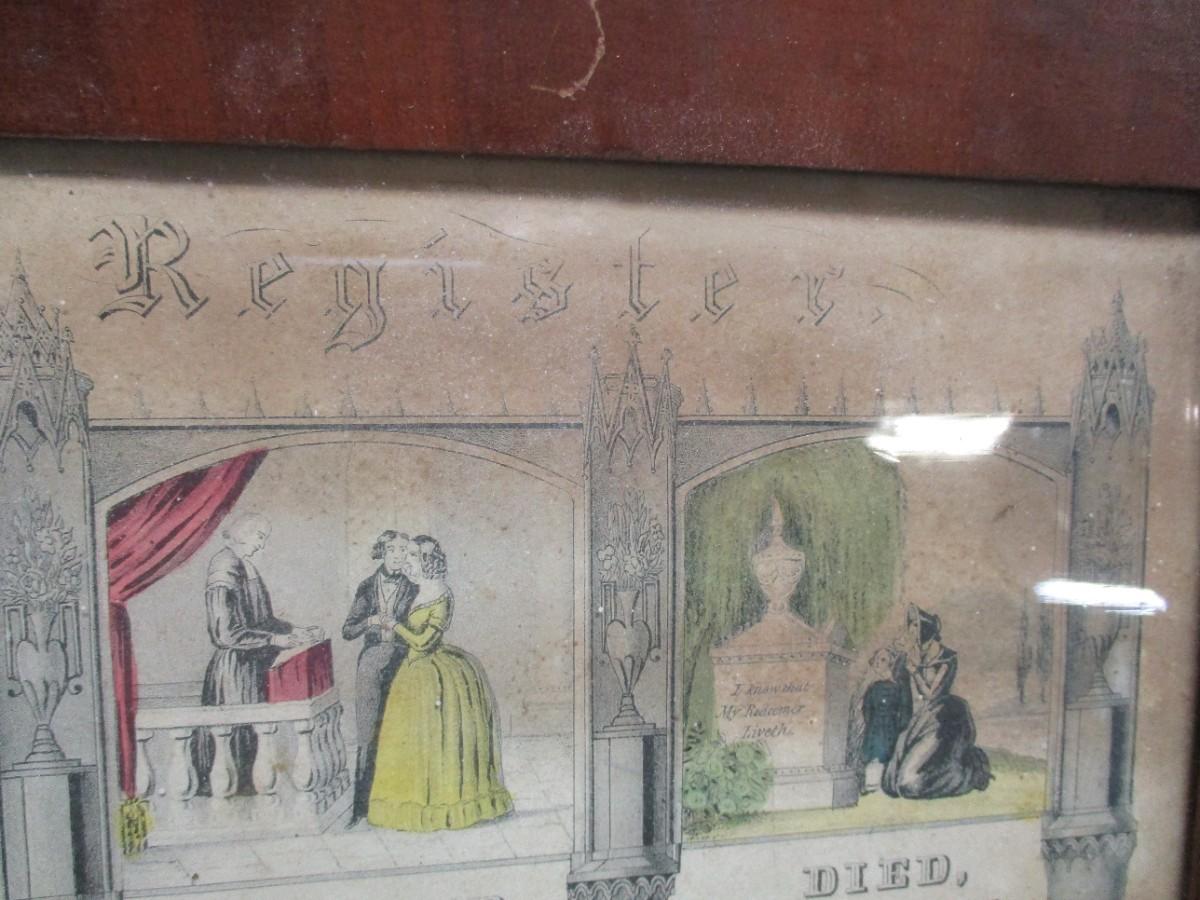 Register.
I know that
My Redeemer
Liveth.
DIED,